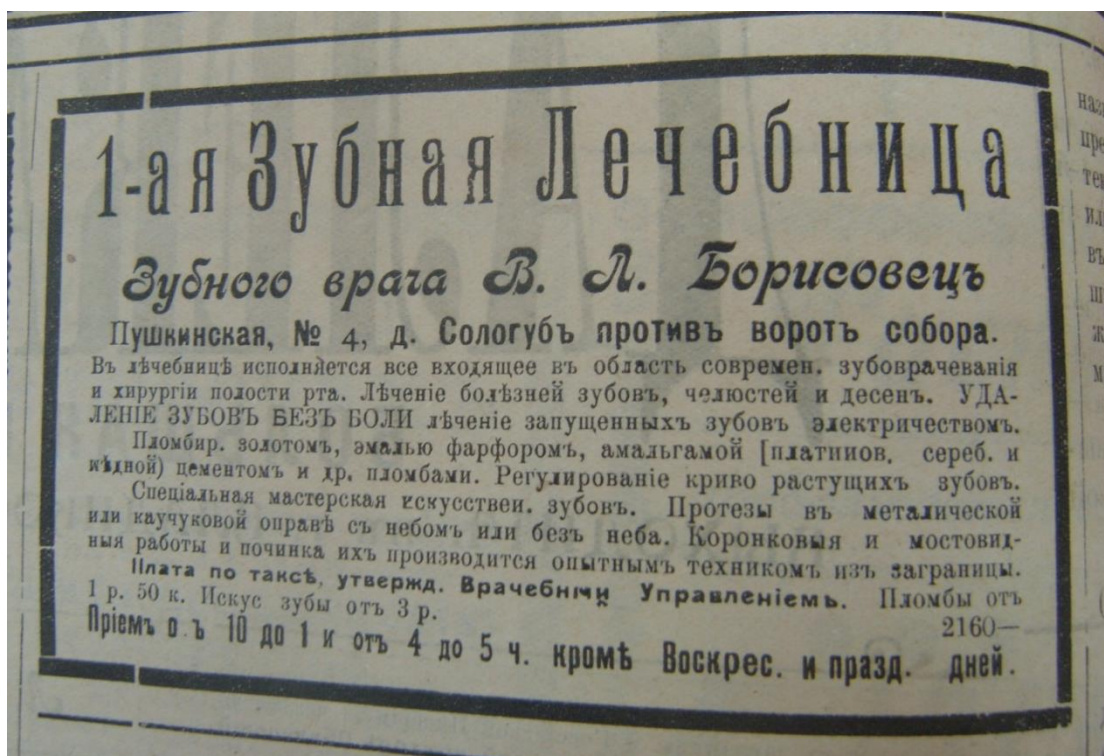 1-ая Зубная Лечебница
Зубного врача В. Л. Борисовецъ
Пушкинская, № 4, д. Сологубъ противъ воротъ собора.
Въ лѣчебницѣ исполняется все входящее въ область современ. зубоврачеванія
и хирургіи полости рта. Лѣченіе болѣзней зубовъ, челюстей и десенъ. УДА-
ЛЕНІЕ ЗУБОВЪ БЕЗЪ БОЛИ лѣченіе запущенныхъ зубовъ электричествомъ.
Пломбир. золотомъ, эмалью фарфоромъ, амальгамой [платинов. сереб. и
мѣдной) цементомъ и др. пломбами. Регулированіе криво растущихъ зубовъ.
Спеціальная мастерская искусствен. зубовъ. Протезы въ металической
или каучуковой оправѣ съ небомъ или безъ неба. Коронковыя и мостовид-
ныя работы и починка ихъ производится опытнымъ техникомъ изъ заграницы.
Плата по таксѣ, утвержд. Врачебным Управленіемъ. Пломбы отъ
1 р. 50 к. Искус зубы отъ 3 р.
2160—
Пріемъ о ъ 10 до 1 и отъ 4 до 5 ч. кромѣ Воскрес. и празд. дней.